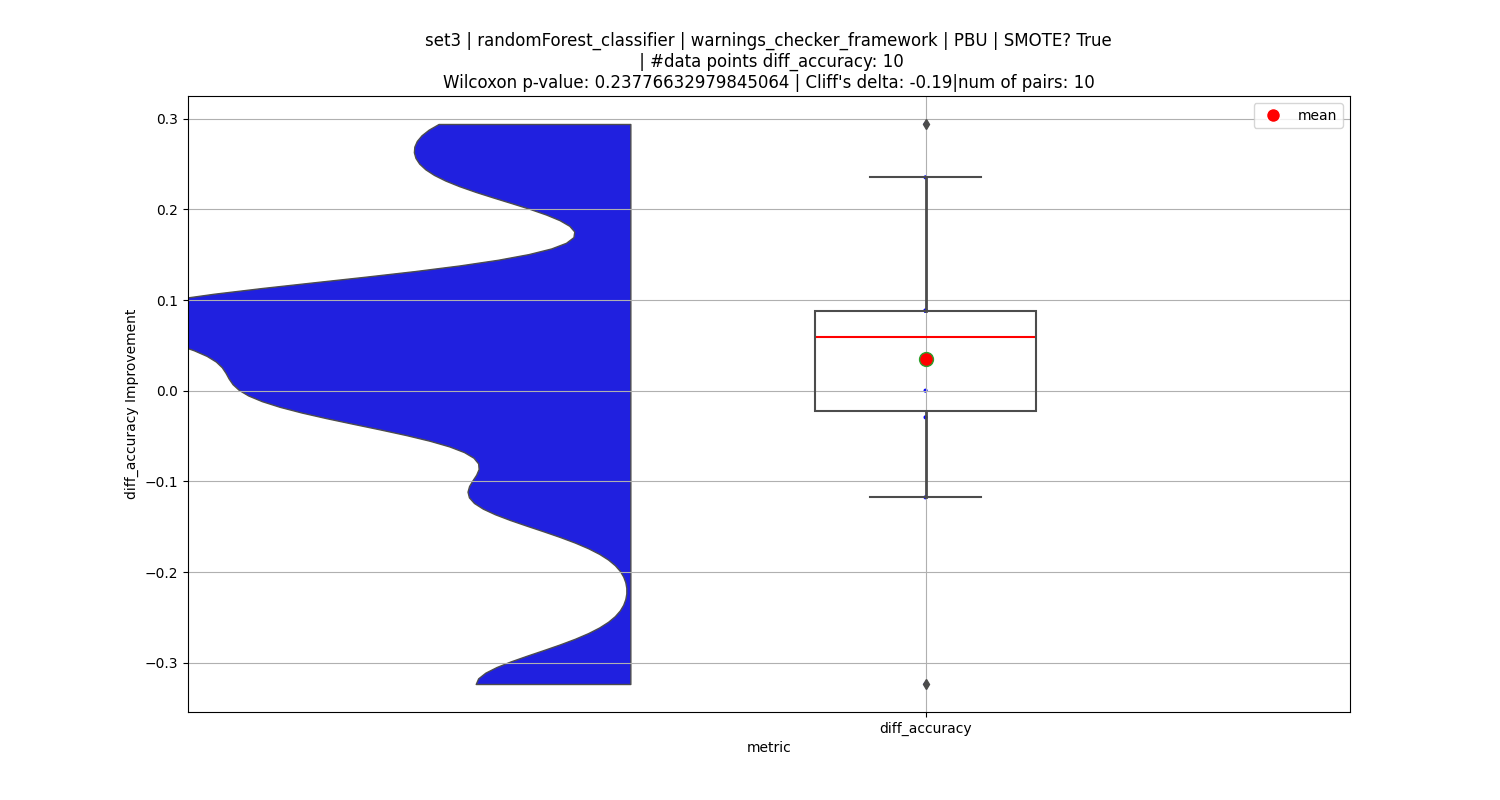 set3 | randomForest_classifier | warnings_checker_framework | PBU | SMOTE? True
| #data points diff_accuracy: 10
Wilcoxon p-value: 0.23776632979845064 | Cliff's delta: -0.19|num of pairs: 10
mean
0.3
0.2
0.1
0.0
−0.1
−0.2
−0.3
diff_accuracy Improvement
diff_accuracy
metric